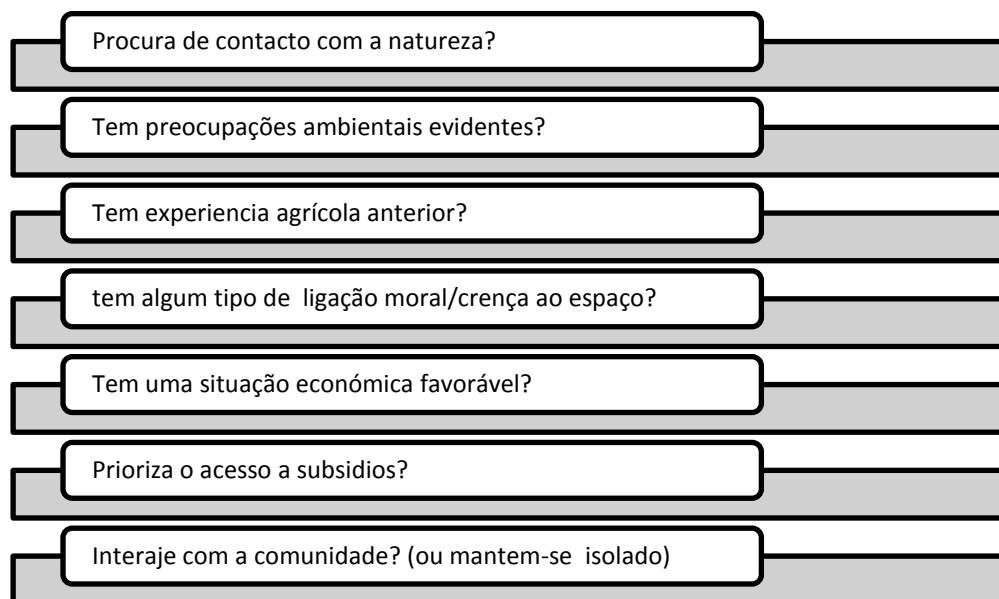 Procura de contacto com a natureza?
Tem preocupações ambientais evidentes?
Tem experiencia agrícola anterior?
tem algum tipo de ligação moral/crença ao espaço?
Tem uma situação económica favorável?
Prioriza o acesso a subsidios?
Interaje com a comunidade? (ou mantem-se isolado)